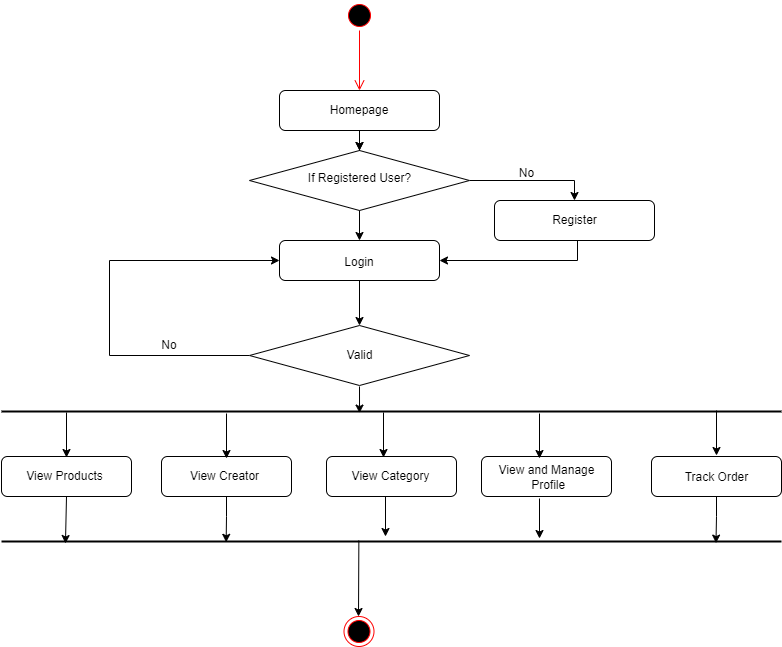 Homepage
If Registered User?
No
Register
Login
No
Valid
View Products
View Creator
View Category
View and Manage
Profile
Track Order